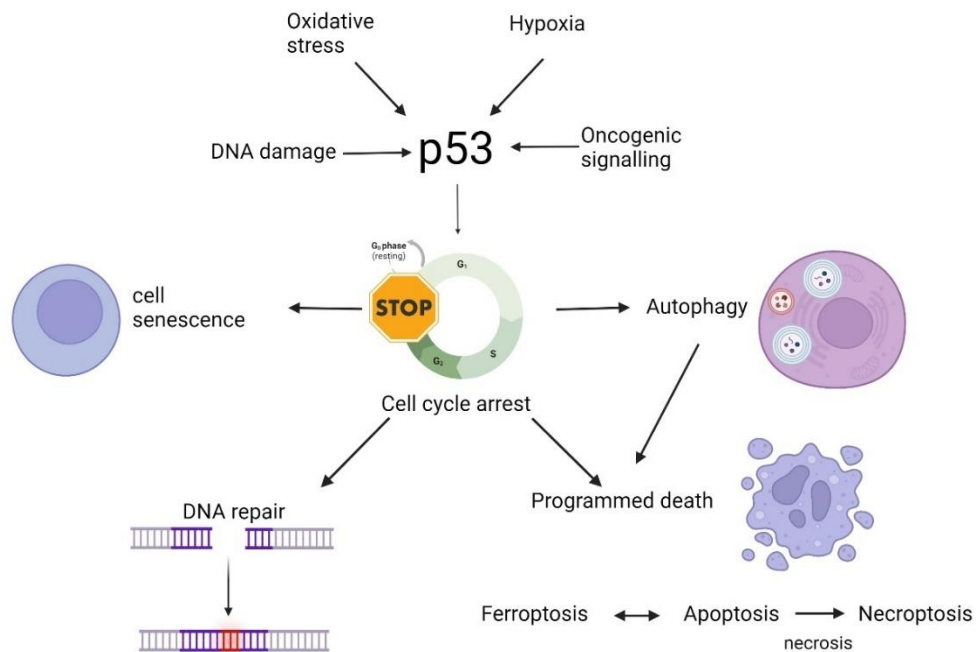 Oxidative
stress
Hypoxia
DNA damage
p53
Oncogenic
signalling
G₀ phase
(resting)
G₁
STOP
S
G₂
cell
senescence
Autophagy
Cell cycle arrest
DNA repair
Programmed death
Ferroptosis
Apoptosis
Necroptosis
necrosis